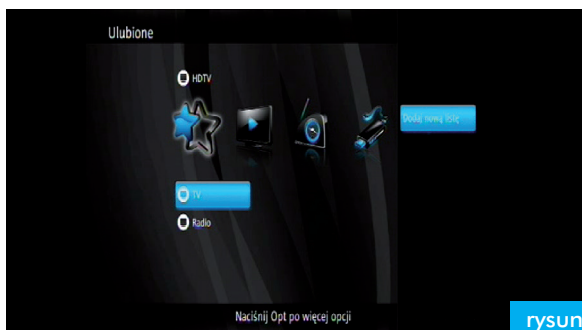 Ulubione
HDTV
Dodaj nową listę
TV
Radio
Naciśnij Opt po więcej opcji
rysun